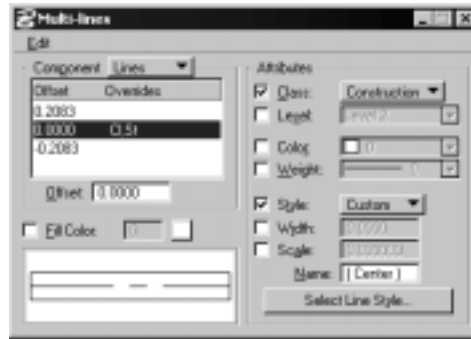 Multi-lines
Edit
Component Lines
Offset Overrides
0.2083
0.0000 Cl,St
-0.2083
Offset: 0.0000
Fill Color: 0
Attributes
Class: Construction
Level: Level 2
Color: 0
Weight: 0
Style: Custom
Width: 0.0000
Scale:
Name: ( Center )
Select Line Style...